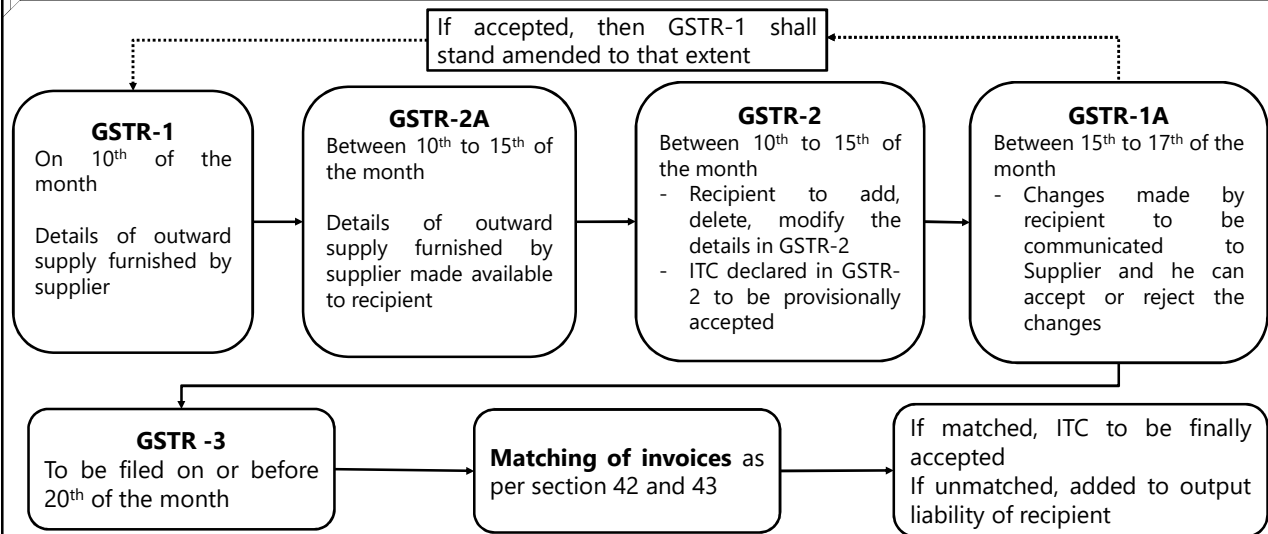 If accepted, then GSTR-1 shall
stand amended to that extent
GSTR-1
On 10th of the
month
Details of outward
supply furnished by
supplier
GSTR-2A
Between 10th to 15th of
the month
Details of outward
supply furnished by
supplier made available
to recipient
GSTR-2
Between 10th to 15th of
the month
- Recipient to add,
delete, modify the
details in GSTR-2
- ITC declared in GSTR-
2 to be provisionally
accepted
GSTR-1A
Between 15th to 17th of the
month
- Changes made by
recipient to be
communicated to
Supplier and he can
accept or reject the
changes
GSTR -3
To be filed on or before
20th of the month
Matching of invoices as
per section 42 and 43
If matched, ITC to be finally
accepted
If unmatched, added to output
liability of recipient